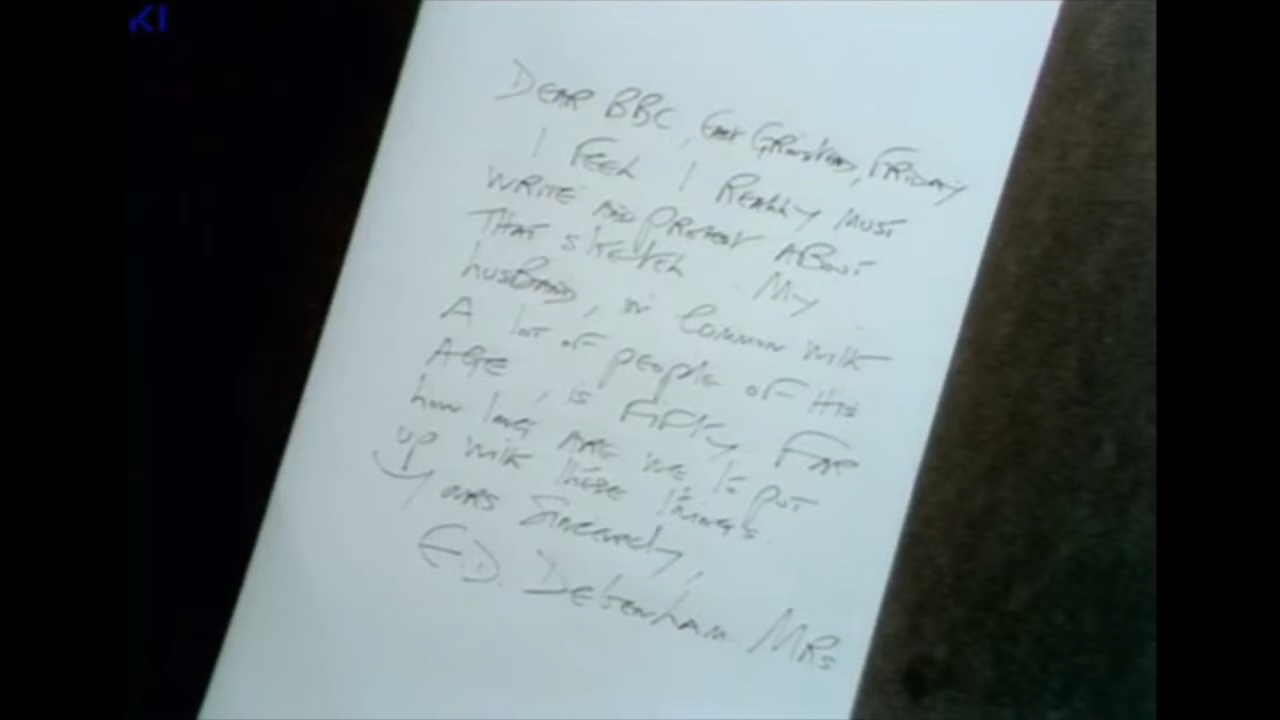 KI
DEAR BBC, East Grinstead, FRIDAY
I FEEL I REALLY MUST
WRITE AND PROTEST ABOUT
THAT SKETCH. My
HUSBAND, in COMMON WITH
A lot OF PEOPLE OF HIS
AGE, is FIFTY. For
how long ARE WE to put
up WITH these things.
Yours Sincerely,
E.D. Debenham MRs